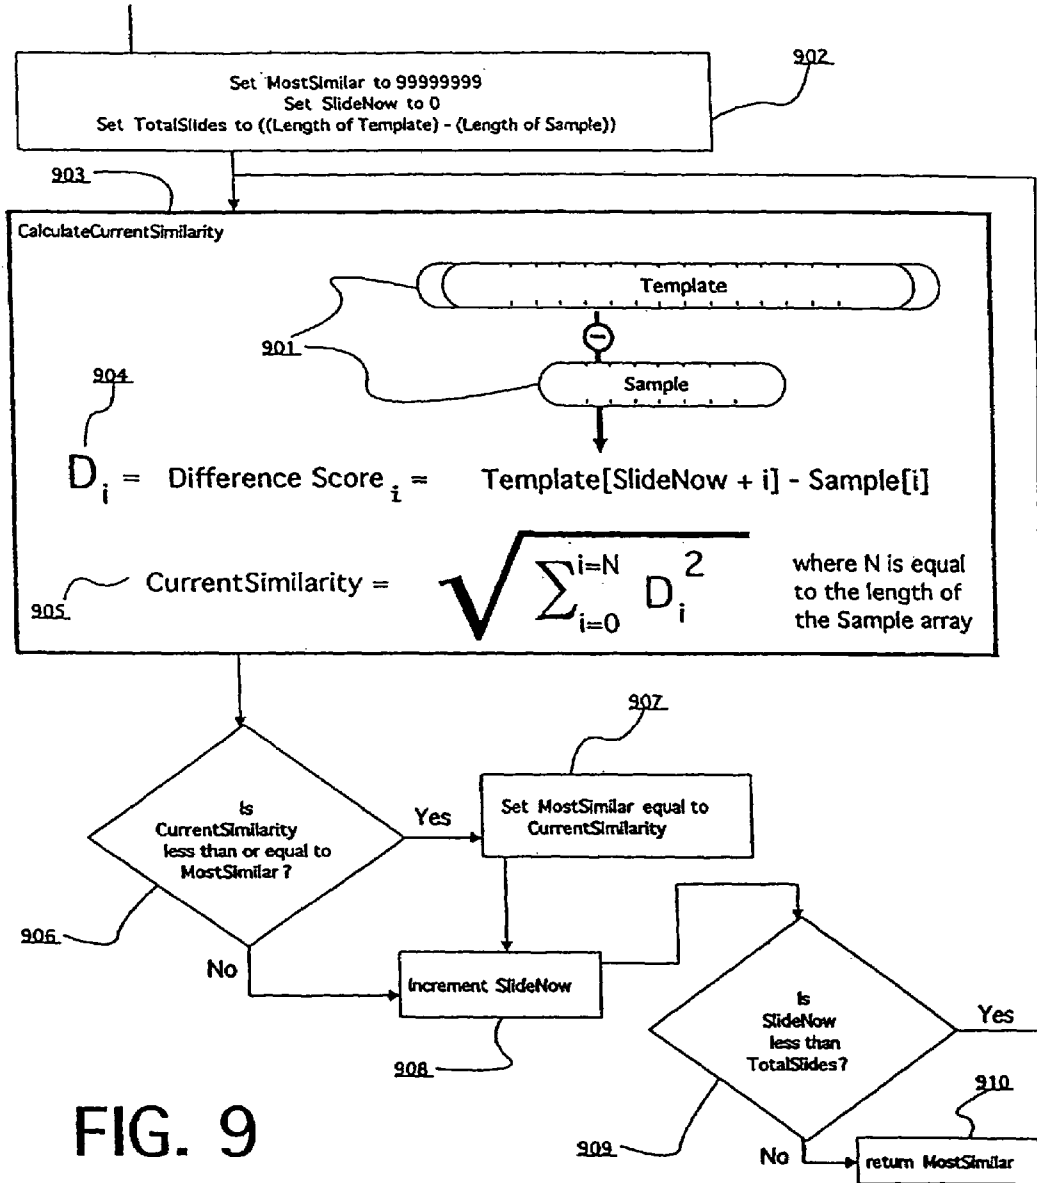 902
Set MostSimilar to 99999999
Set SlideNow to 0
Set TotalSlides to ((Length of Template) - (Length of Sample))
903
CalculateCurrentSimilarity
Template
901
−
Sample
904
D_i = Difference Score_i = Template[SlideNow + i] - Sample[i]
905
CurrentSimilarity = √ ∑_{i=0}^{i=N} D_i^2
where N is equal
to the length of
the Sample array
907
Is
CurrentSimilarity
less than or equal to
MostSimilar ?
Yes
Set MostSimilar equal to
CurrentSimilarity
906
No
Increment SlideNow
908
Is
SlideNow
less than
TotalSlides?
Yes
909
910
No
return MostSimilar
FIG. 9